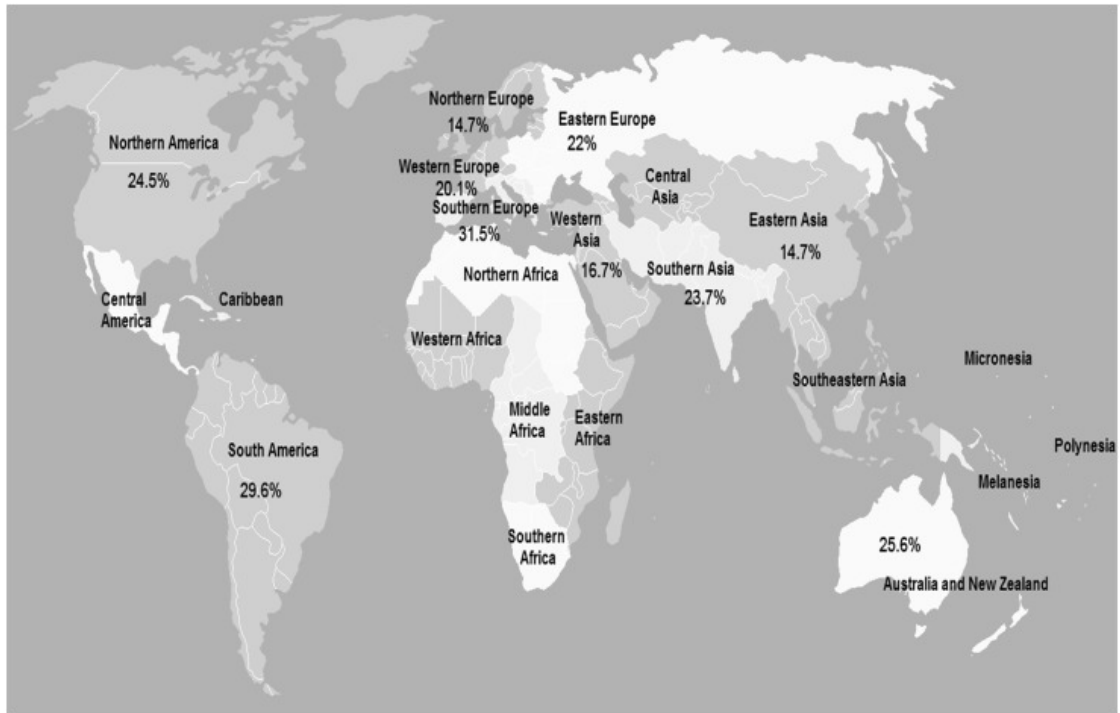 Northern America
24.5%
Northern Europe
14.7%
Eastern Europe
22%
Western Europe
20.1%
Southern Europe
31.5%
Western
Asia
16.7%
Central
Asia
Eastern Asia
14.7%
Southern Asia
23.7%
Northern Africa
Central
America
Caribbean
Western Africa
Southeastern Asia
Micronesia
Middle
Africa
Eastern
Africa
South America
29.6%
Polynesia
Melanesia
Southern
Africa
25.6%
Australia and New Zealand